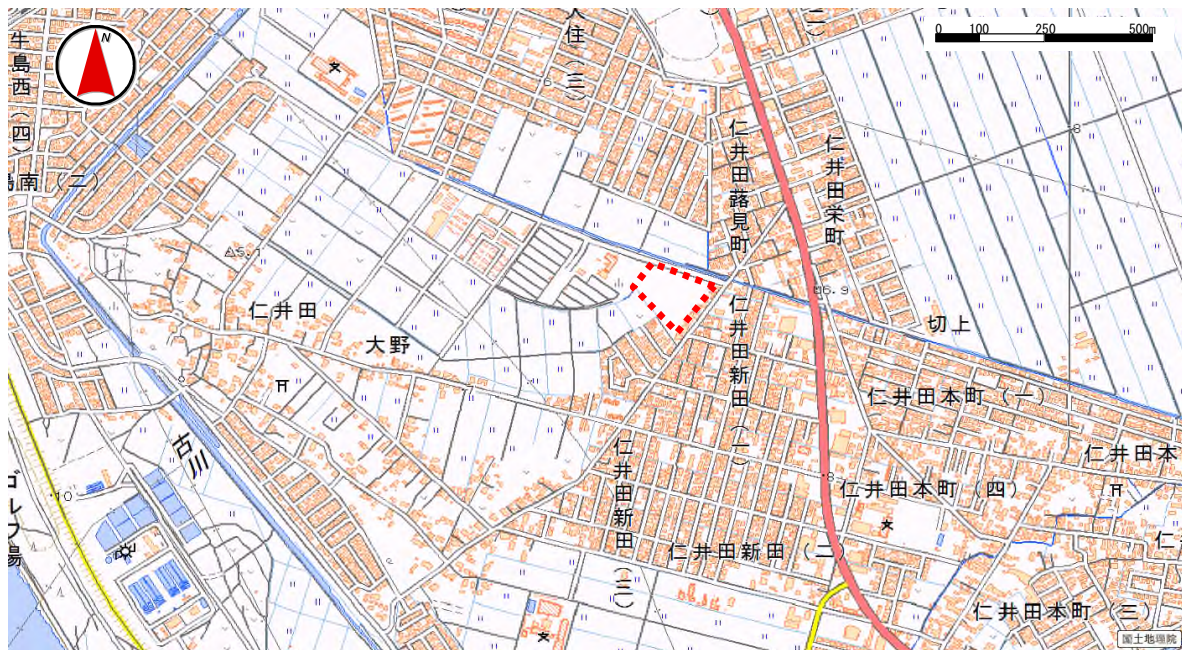 N
0 100 250 500m
牛島西（四）
住（三）
仁井田蕗見町
仁井田栄町
8
南（二）
5.1
6.9
仁井田
大野
切上
仁井田新田（一）
仁井田本町（一）
古川
仁井田本
仁井田新田（三）
8
仁井田本町（四）
10
ゴルフ場
仁井田新田（二）
仁井田本町（三）
国土地理院